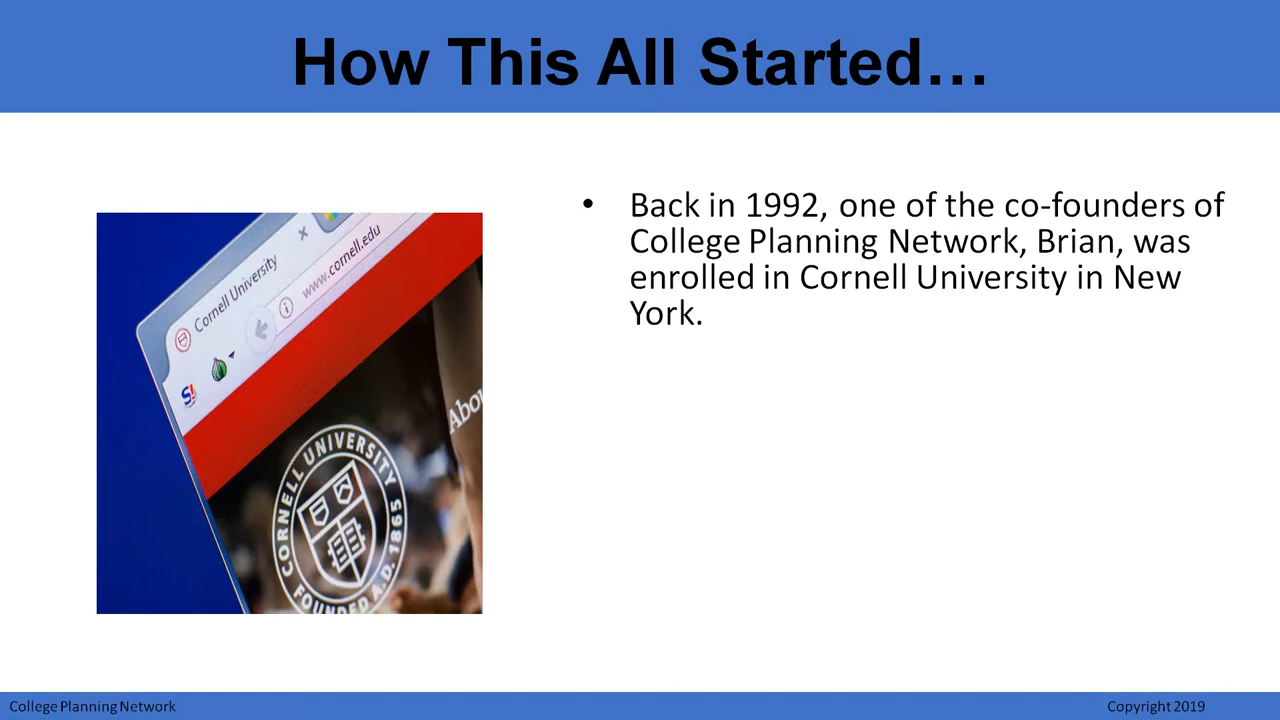 How This All Started…
• Back in 1992, one of the co-founders of
College Planning Network, Brian, was
enrolled in Cornell University in New
York.
Cornell University
www.cornell.edu
Abou
CORNELL UNIVERSITY
FOUNDED A.D. 1865
College Planning Network
Copyright 2019